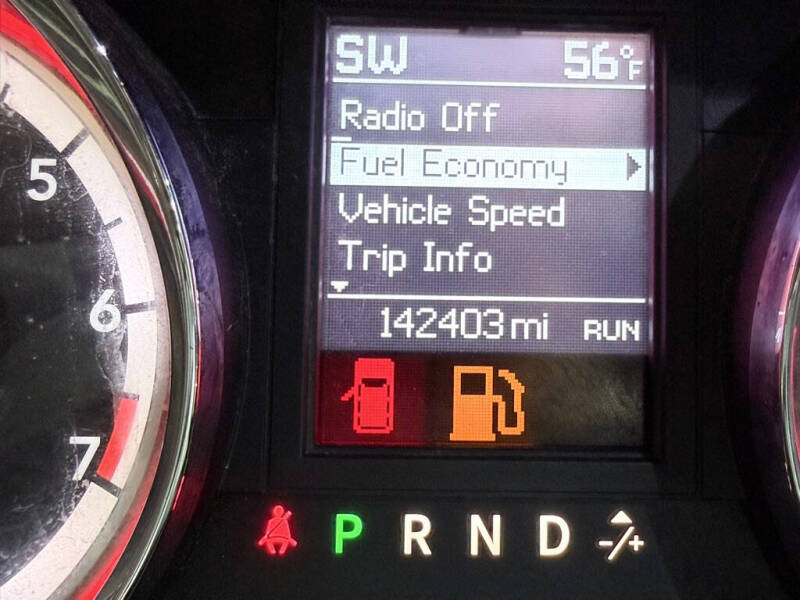 SW 56°F
Radio Off
Fuel Economy
Vehicle Speed
Trip Info
142403 mi RUN
5
6
7
P R N D -/+